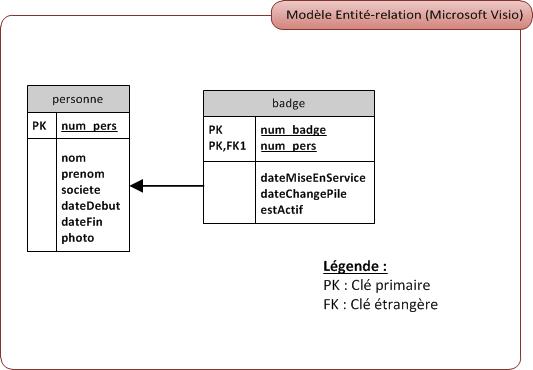 Modèle Entité-relation (Microsoft Visio)
personne
PK num_pers
nom
prenom
societe
dateDebut
dateFin
photo
badge
PK num_badge
PK,FK1 num_pers
dateMiseEnService
dateChangePile
estActif
Légende :
PK : Clé primaire
FK : Clé étrangère